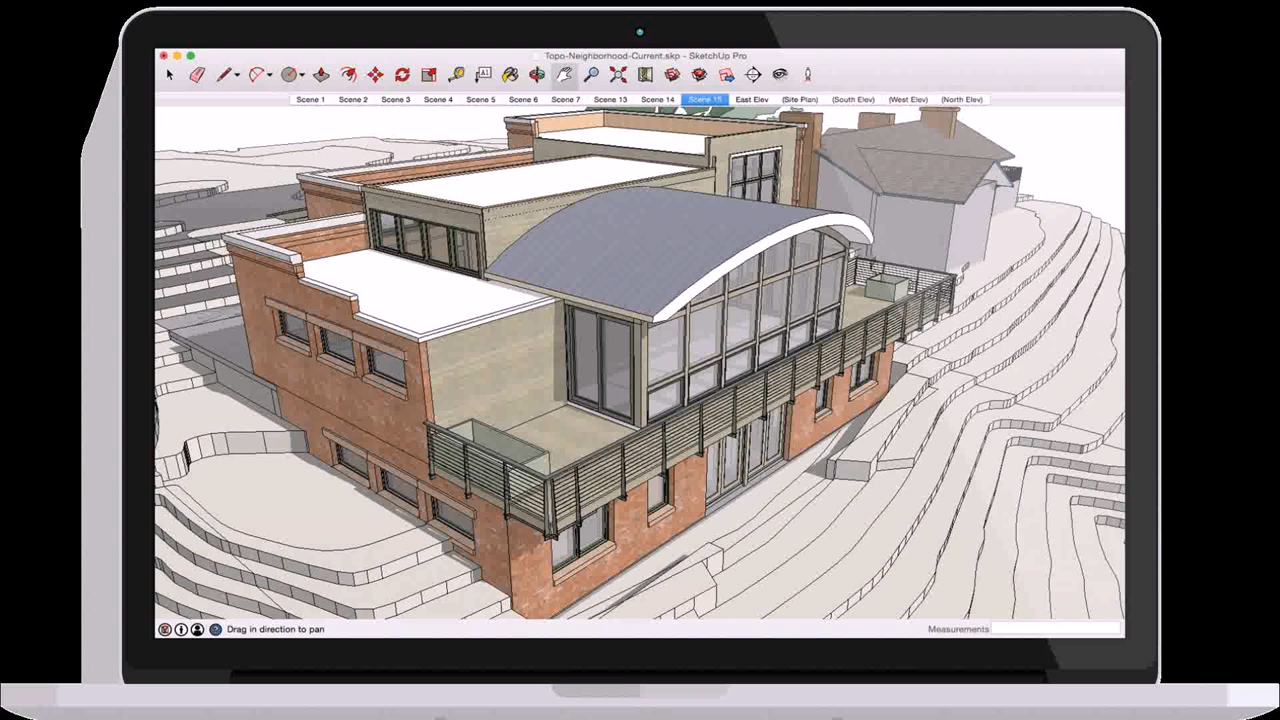 Topo-Neighborhood-Current.skp - SketchUp Pro
A1
Scene 1 Scene 2 Scene 3 Scene 4 Scene 5 Scene 6 Scene 7 Scene 13 Scene 14 Scene 15 East Elev (Site Plan) (South Elev) (West Elev) (North Elev)
Drag in direction to pan Measurements